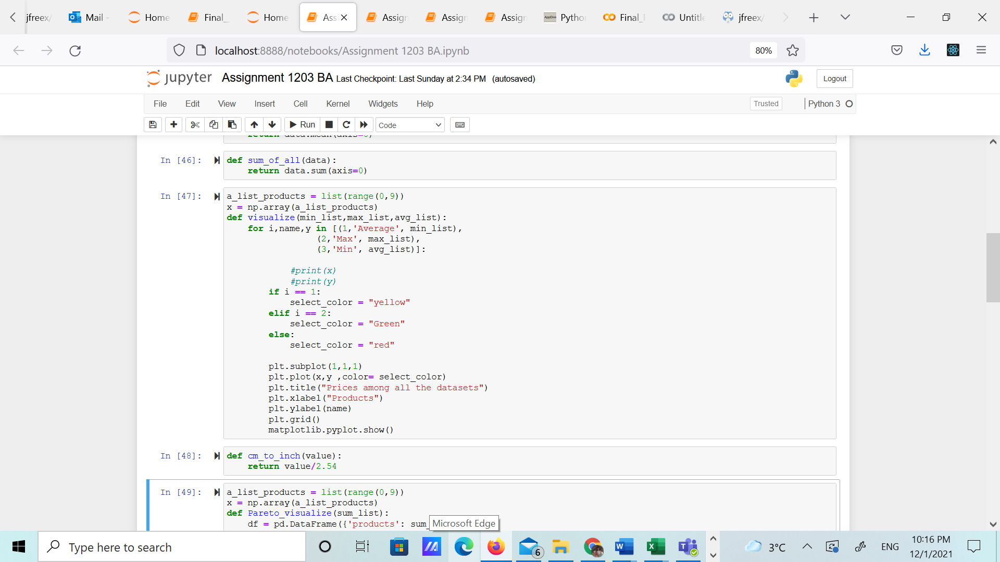 jfreex/
Mail -
Home
Final_
Home
Ass
Assign
Assign
Assign
AppDivi
Pytho
Final_
Untitle
jfreex/
localhost:8888/notebooks/Assignment 1203 BA.ipynb
80%
jupyter Assignment 1203 BA Last Checkpoint: Last Sunday at 2:34 PM (autosaved)
Logout
File Edit View Insert Cell Kernel Widgets Help
Trusted
Python 3
Run
Code
return data.mean(axis=0)
In [46]:
def sum_of_all(data):
    return data.sum(axis=0)
In [47]:
a_list_products = list(range(0,9))
x = np.array(a_list_products)
def visualize(min_list,max_list,avg_list):
    for i,name,y in [(1,'Average', min_list),
                 (2,'Max', max_list),
                 (3,'Min', avg_list)]:
            #print(x)
            #print(y)
        if i == 1:
            select_color = "yellow"
        elif i == 2:
            select_color = "Green"
        else:
            select_color = "red"
        plt.subplot(1,1,1)
        plt.plot(x,y ,color= select_color)
        plt.title("Prices among all the datasets")
        plt.xlabel("Products")
        plt.ylabel(name)
        plt.grid()
        matplotlib.pyplot.show()
In [48]:
def cm_to_inch(value):
    return value/2.54
In [49]:
a_list_products = list(range(0,9))
x = np.array(a_list_products)
def Pareto_visualize(sum_list):
    df = pd.DataFrame({'products': sum_
Microsoft Edge
Type here to search
6
3°C
ENG
10:16 PM
12/1/2021